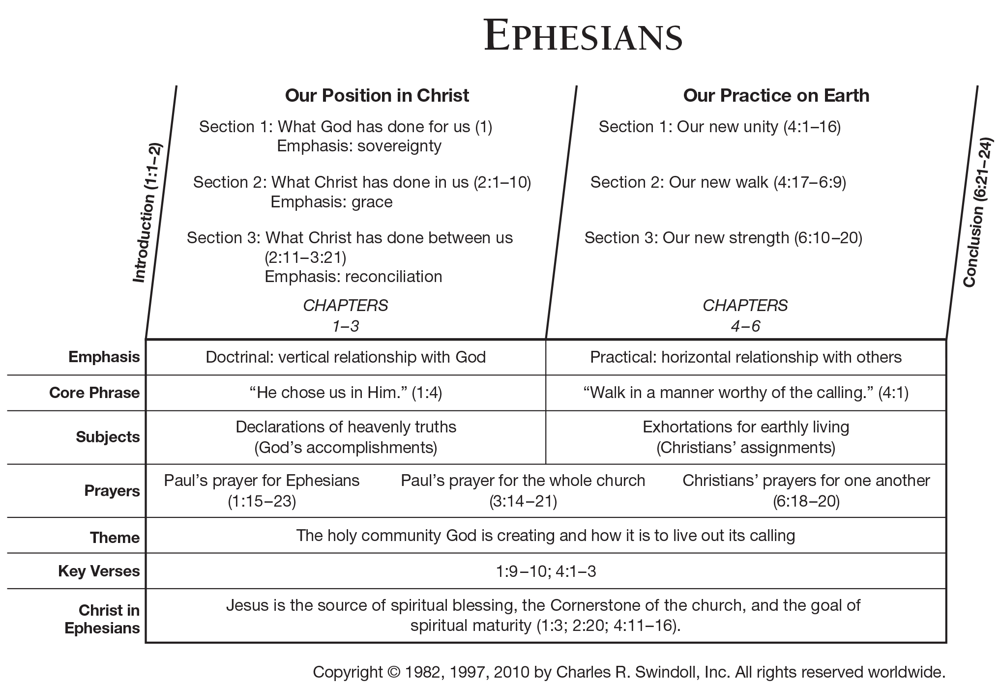 EPHESIANS
Introduction (1:1–2)
Our Position in Christ
Section 1: What God has done for us (1)
Emphasis: sovereignty
Section 2: What Christ has done in us (2:1–10)
Emphasis: grace
Section 3: What Christ has done between us
(2:11–3:21)
Emphasis: reconciliation
CHAPTERS
1–3
Our Practice on Earth
Section 1: Our new unity (4:1–16)
Section 2: Our new walk (4:17–6:9)
Section 3: Our new strength (6:10–20)
CHAPTERS
4–6
Conclusion (6:21–24)
Emphasis
Doctrinal: vertical relationship with God
Practical: horizontal relationship with others
Core Phrase
“He chose us in Him.” (1:4)
“Walk in a manner worthy of the calling.” (4:1)
Subjects
Declarations of heavenly truths
(God’s accomplishments)
Exhortations for earthly living
(Christians’ assignments)
Prayers
Paul’s prayer for Ephesians
(1:15–23)
Paul’s prayer for the whole church
(3:14–21)
Christians’ prayers for one another
(6:18–20)
Theme
The holy community God is creating and how it is to live out its calling
Key Verses
1:9–10; 4:1–3
Christ in
Ephesians
Jesus is the source of spiritual blessing, the Cornerstone of the church, and the goal of
spiritual maturity (1:3; 2:20; 4:11–16).
Copyright © 1982, 1997, 2010 by Charles R. Swindoll, Inc. All rights reserved worldwide.